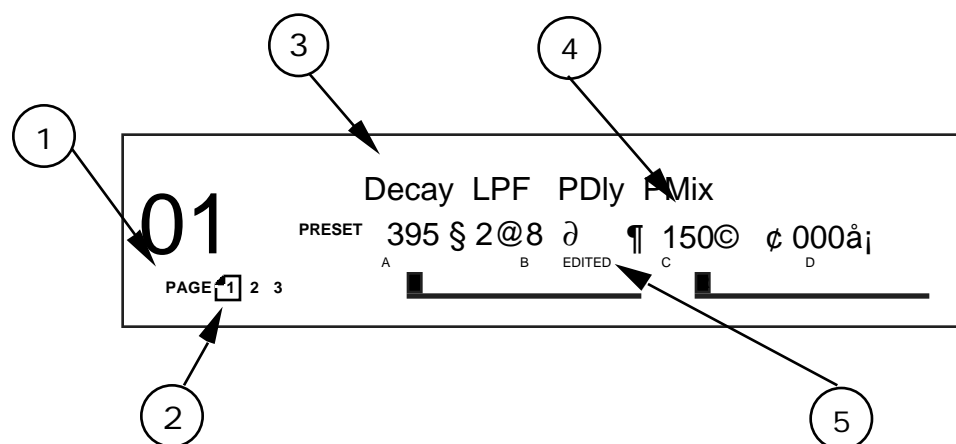 3
4
1
Decay LPF PDly FMix
01
PRESET 395 § 2@8 ∂ ¶ 150© ¢ 000å¡
A B EDITED C D
PAGE 1 2 3
2
5